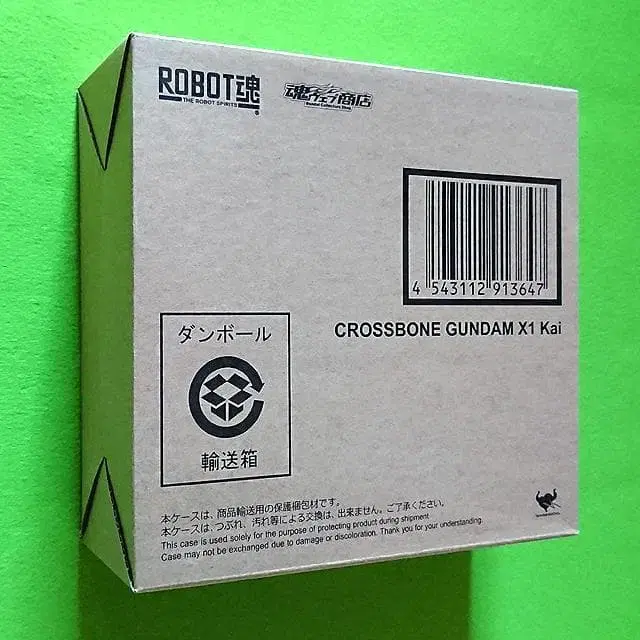 ROBOT魂
THE ROBOT SPIRITS
魂ウェブ商店
Bandai Collectors Shop
4 543112 913647
CROSSBONE GUNDAM X1 Kai
ダンボール
輸送箱
本ケースは、商品輸送用の保護梱包材です。
本ケースは、つぶれ、汚れ等による交換は、出来ません。ご了承ください。
This case is used solely for the purpose of protecting product during shipment.
Case may not be exchanged due to damage or discoloration. Thank you for your understanding.